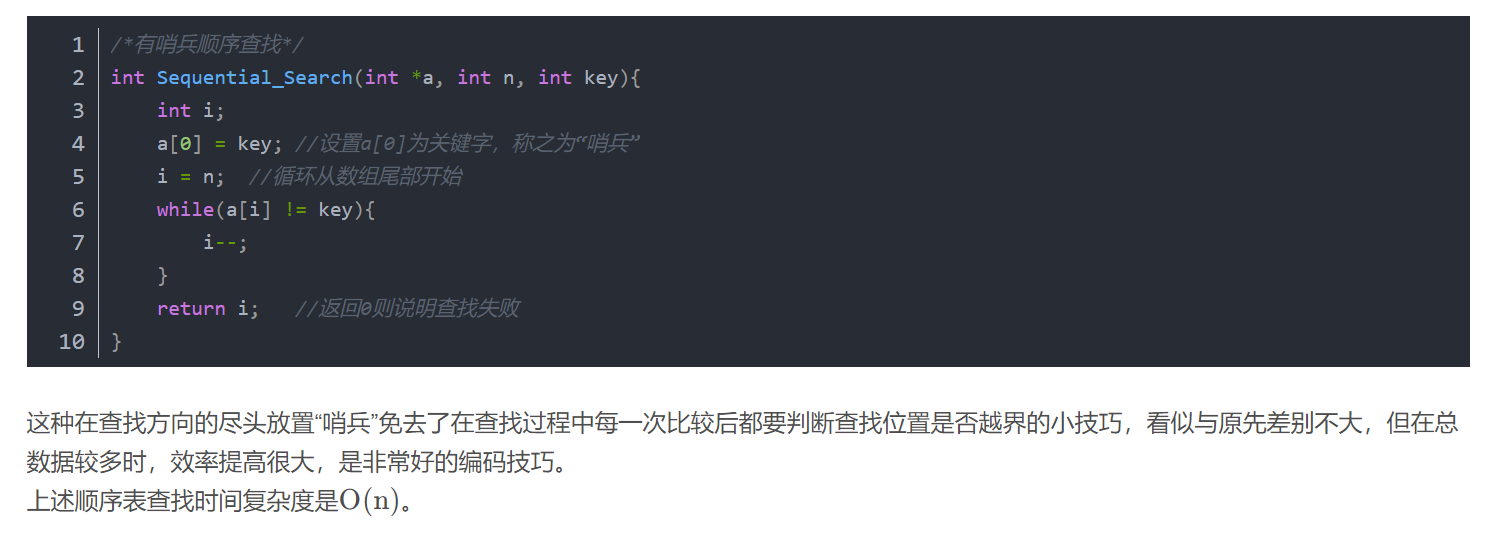 1 /*有哨兵顺序查找*/
2 int Sequential_Search(int *a, int n, int key){
3     int i;
4     a[0] = key; //设置a[0]为关键字，称之为“哨兵”
5     i = n;  //循环从数组尾部开始
6     while(a[i] != key){
7         i--;
8     }
9     return i;   //返回0则说明查找失败
10 }
这种在查找方向的尽头放置“哨兵”免去了在查找过程中每一次比较后都要判断查找位置是否越界的小技巧，看似与原先差别不大，但在总
数据较多时，效率提高很大，是非常好的编码技巧。
上述顺序表查找时间复杂度是O(n)。